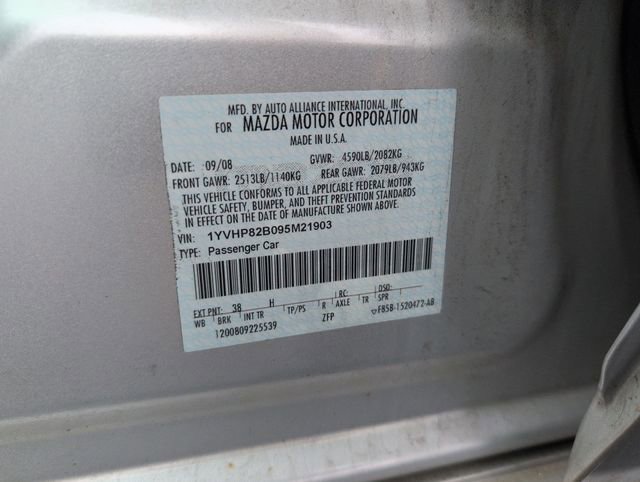 MFD. BY AUTO ALLIANCE INTERNATIONAL, INC.
FOR MAZDA MOTOR CORPORATION
MADE IN U.S.A.
DATE: 09/08 GVWR: 4590LB/2082KG
FRONT GAWR: 2513LB/1140KG REAR GAWR: 2079LB/943KG
THIS VEHICLE CONFORMS TO ALL APPLICABLE FEDERAL MOTOR
VEHICLE SAFETY, BUMPER, AND THEFT PREVENTION STANDARDS
IN EFFECT ON THE DATE OF MANUFACTURE SHOWN ABOVE.
VIN: 1YVHP82B095M21903
TYPE: Passenger Car
EXT PNT: 38 H RC: DSO:
WB BRK INT TR TP/PS R AXLE TR SPR
1200809225539 ZFP F85B-1520472-AB